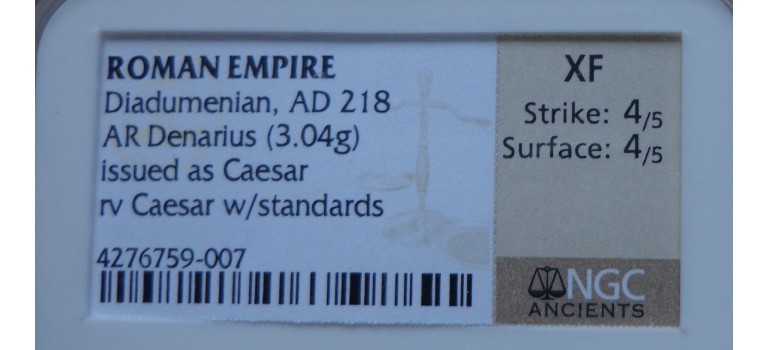 ROMAN EMPIRE
Diadumenian, AD 218
AR Denarius (3.04g)
issued as Caesar
rv Caesar w/standards
4276759-007
XF
Strike: 4/5
Surface: 4/5
NGC
ANCIENTS